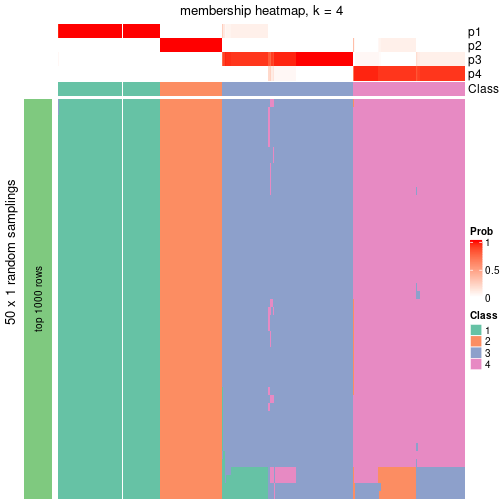 membership heatmap, k = 4
p1
p2
p3
p4
Class
50 x 1 random samplings
top 1000 rows
Prob
1
0.5
0
Class
1
2
3
4